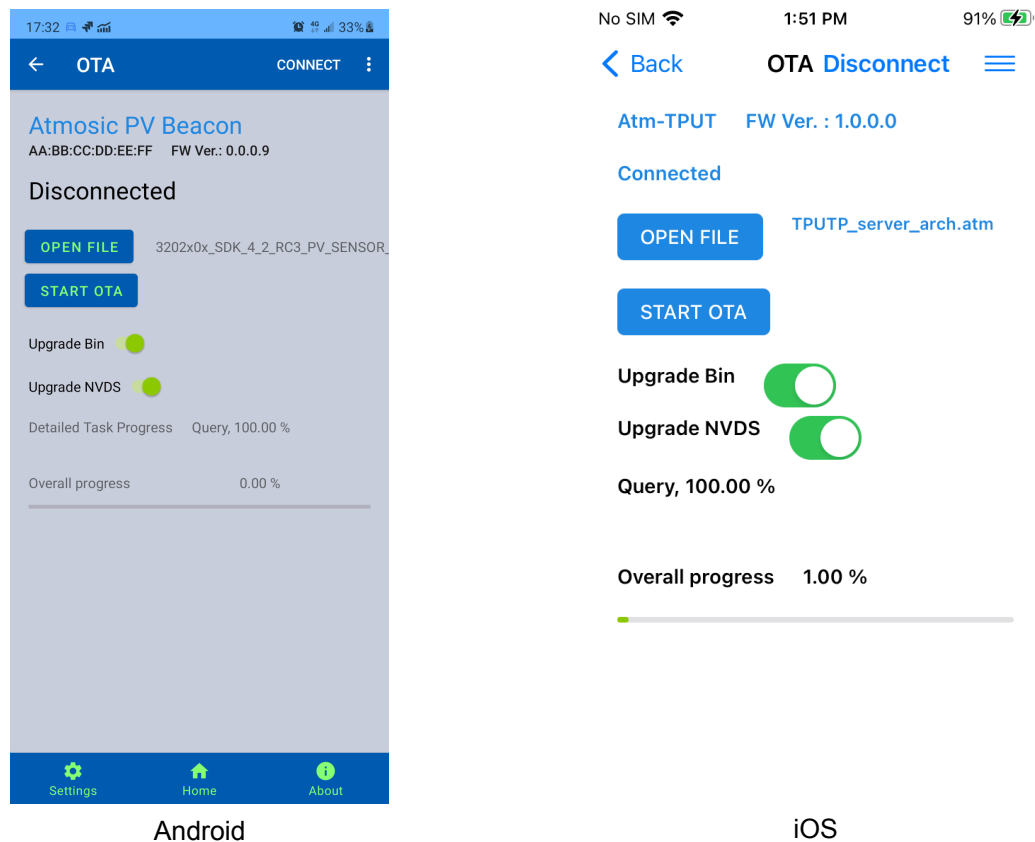 17:32 4G 33%
OTA CONNECT
Atmosic PV Beacon
AA:BB:CC:DD:EE:FF FW Ver.: 0.0.0.9
Disconnected
OPEN FILE 3202x0x_SDK_4_2_RC3_PV_SENSOR_
START OTA
Upgrade Bin
Upgrade NVDS
Detailed Task Progress Query, 100.00 %
Overall progress 0.00 %
Settings Home About
Android
No SIM 1:51 PM 91%
Back OTA Disconnect
Atm-TPUT FW Ver. : 1.0.0.0
Connected
OPEN FILE TPUTP_server_arch.atm
START OTA
Upgrade Bin
Upgrade NVDS
Query, 100.00 %
Overall progress 1.00 %
iOS